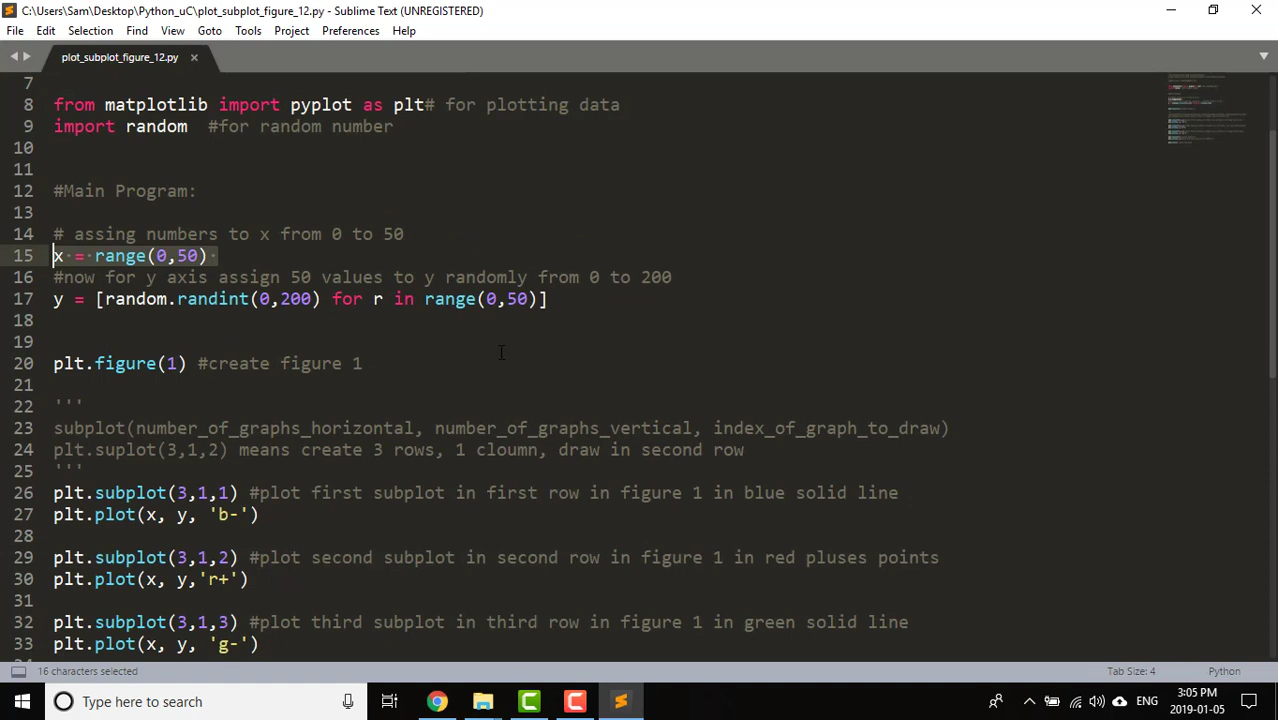 C:\Users\Sam\Desktop\Python_uC\plot_subplot_figure_12.py - Sublime Text (UNREGISTERED)
File Edit Selection Find View Goto Tools Project Preferences Help
plot_subplot_figure_12.py ×
7
8 from matplotlib import pyplot as plt# for plotting data
9 import random  #for random number
10
11
12 #Main Program:
13
14 # assing numbers to x from 0 to 50
15 x = range(0,50)
16 #now for y axis assign 50 values to y randomly from 0 to 200
17 y = [random.randint(0,200) for r in range(0,50)]
18
19
20 plt.figure(1) #create figure 1
21
22 '''
23 subplot(number_of_graphs_horizontal, number_of_graphs_vertical, index_of_graph_to_draw)
24 plt.suplot(3,1,2) means create 3 rows, 1 cloumn, draw in second row
25 '''
26 plt.subplot(3,1,1) #plot first subplot in first row in figure 1 in blue solid line
27 plt.plot(x, y, 'b-')
28
29 plt.subplot(3,1,2) #plot second subplot in second row in figure 1 in red pluses points
30 plt.plot(x, y,'r+')
31
32 plt.subplot(3,1,3) #plot third subplot in third row in figure 1 in green solid line
33 plt.plot(x, y, 'g-')
16 characters selected Tab Size: 4 Python
Type here to search ENG 3:05 PM
2019-01-05